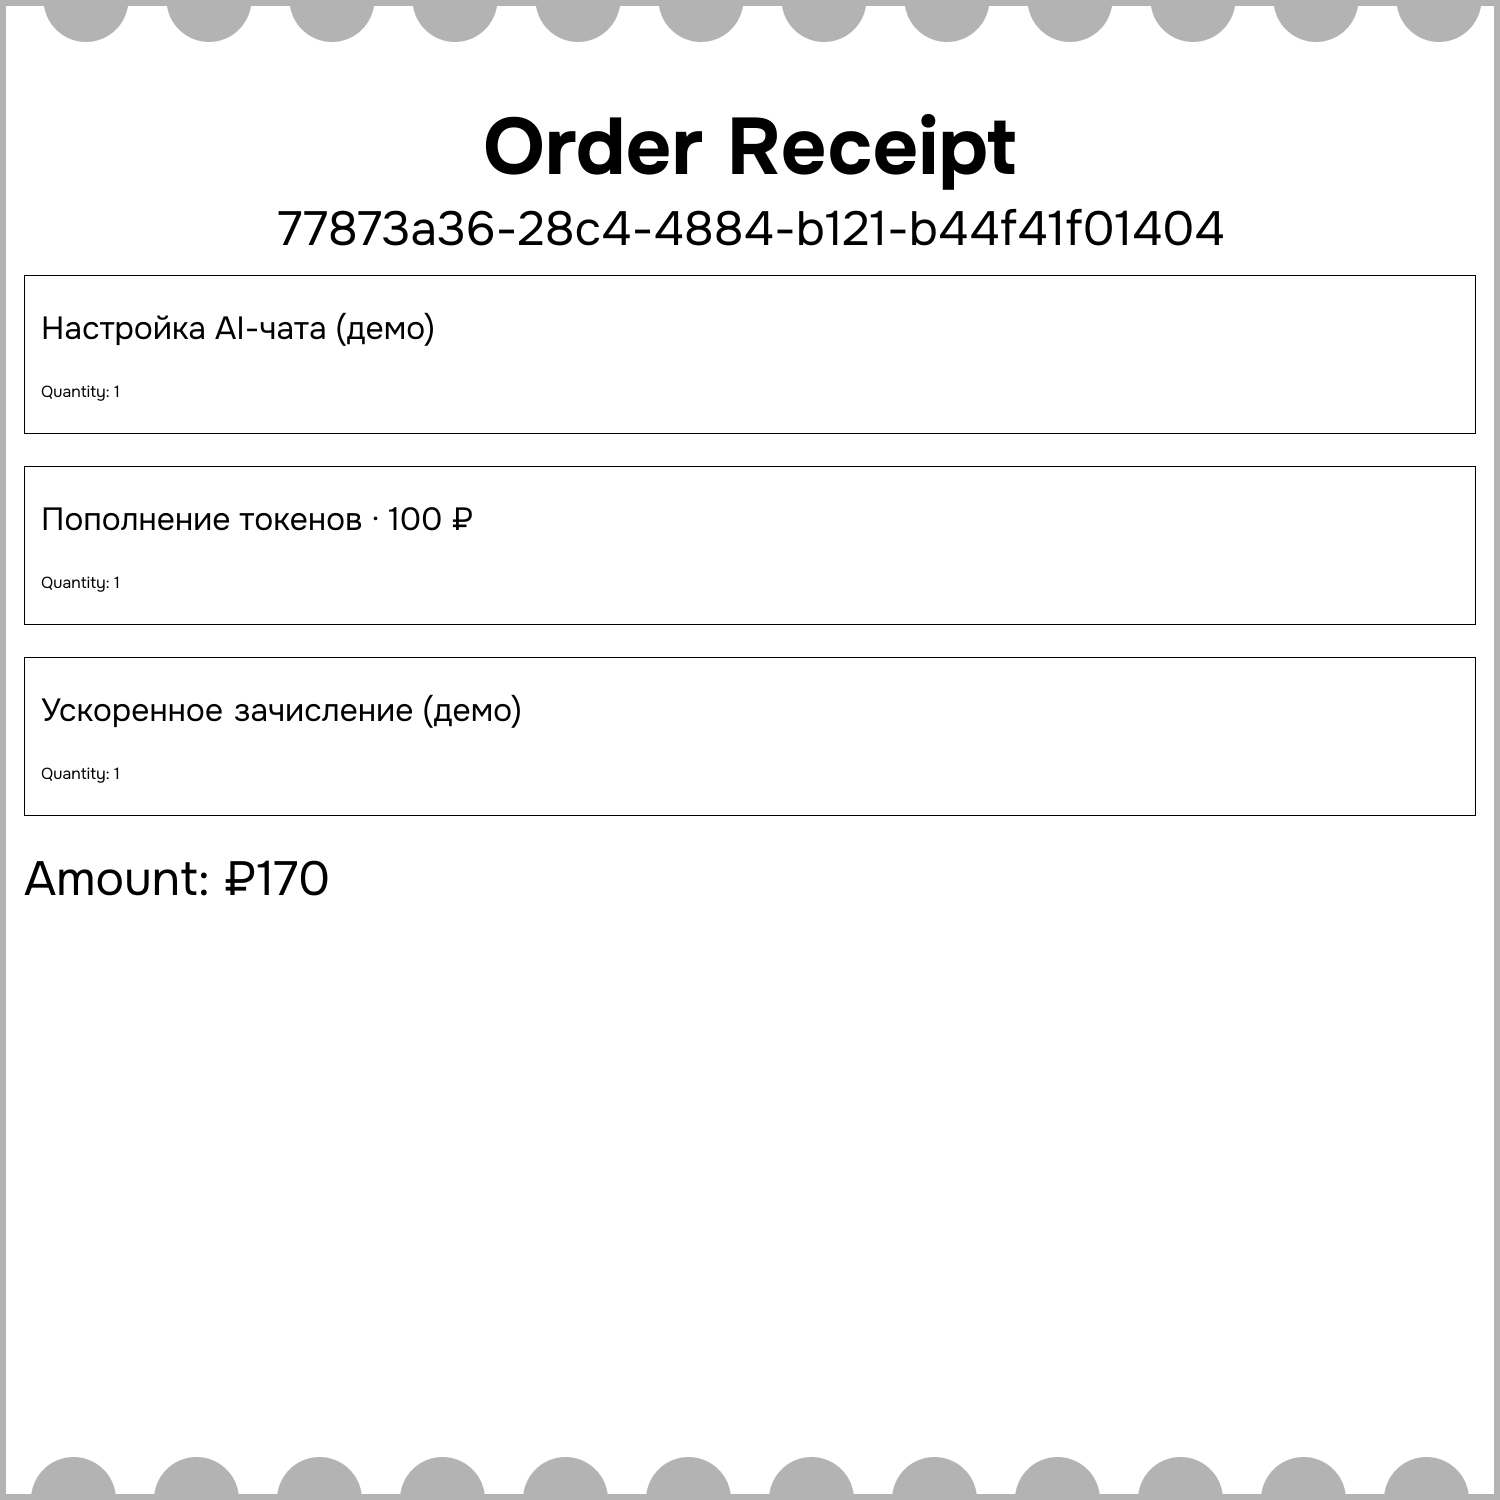 Order Receipt
77873a36-28c4-4884-b121-b44f41f01404
Настройка AI-чата (демо)
Quantity: 1
Пополнение токенов · 100 ₽
Quantity: 1
Ускоренное зачисление (демо)
Quantity: 1
Amount: ₽170